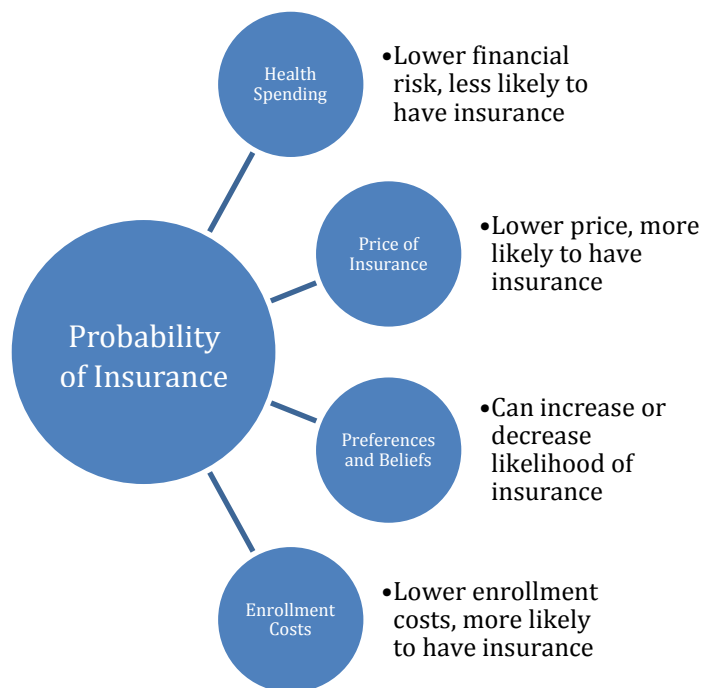 Health
Spending
•Lower financial
risk, less likely to
have insurance
Price of
Insurance
•Lower price, more
likely to have
insurance
Probability
of Insurance
Preferences
and Beliefs
•Can increase or
decrease
likelihood of
insurance
Enrollment
Costs
•Lower enrollment
costs, more likely
to have insurance